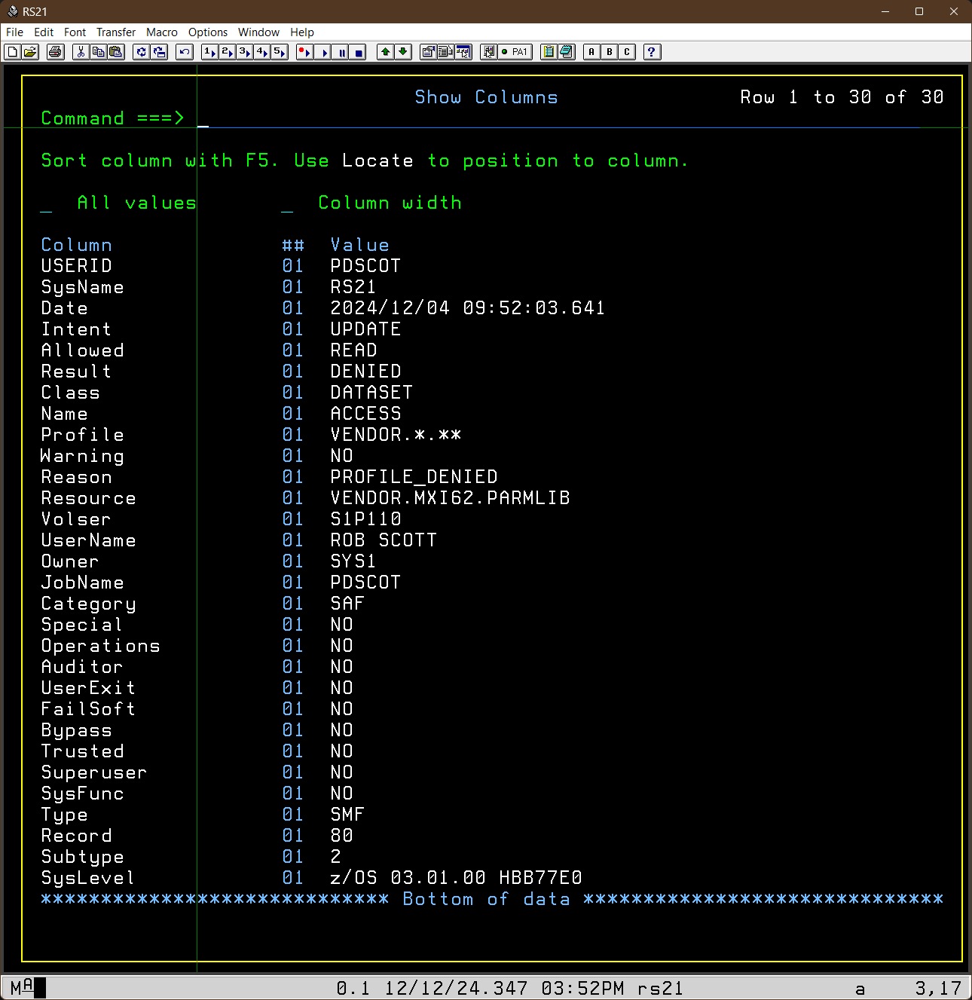 RS21
File Edit Font Transfer Macro Options Window Help
1 2 3 4 5 PA1 A B C ?
Show Columns Row 1 to 30 of 30
Command ===> _
Sort column with F5. Use Locate to position to column.
_ All values _ Column width
Column ## Value
USERID 01 PDSCOT
SysName 01 RS21
Date 01 2024/12/04 09:52:03.641
Intent 01 UPDATE
Allowed 01 READ
Result 01 DENIED
Class 01 DATASET
Name 01 ACCESS
Profile 01 VENDOR.*.**
Warning 01 NO
Reason 01 PROFILE_DENIED
Resource 01 VENDOR.MXI62.PARMLIB
Volser 01 S1P110
UserName 01 ROB SCOTT
Owner 01 SYS1
JobName 01 PDSCOT
Category 01 SAF
Special 01 NO
Operations 01 NO
Auditor 01 NO
UserExit 01 NO
FailSoft 01 NO
Bypass 01 NO
Trusted 01 NO
Superuser 01 NO
SysFunc 01 NO
Type 01 SMF
Record 01 80
Subtype 01 2
SysLevel 01 z/OS 03.01.00 HBB77E0
***************************** Bottom of data ******************************
MA 0.1 12/12/24.347 03:52PM rs21 a 3,17